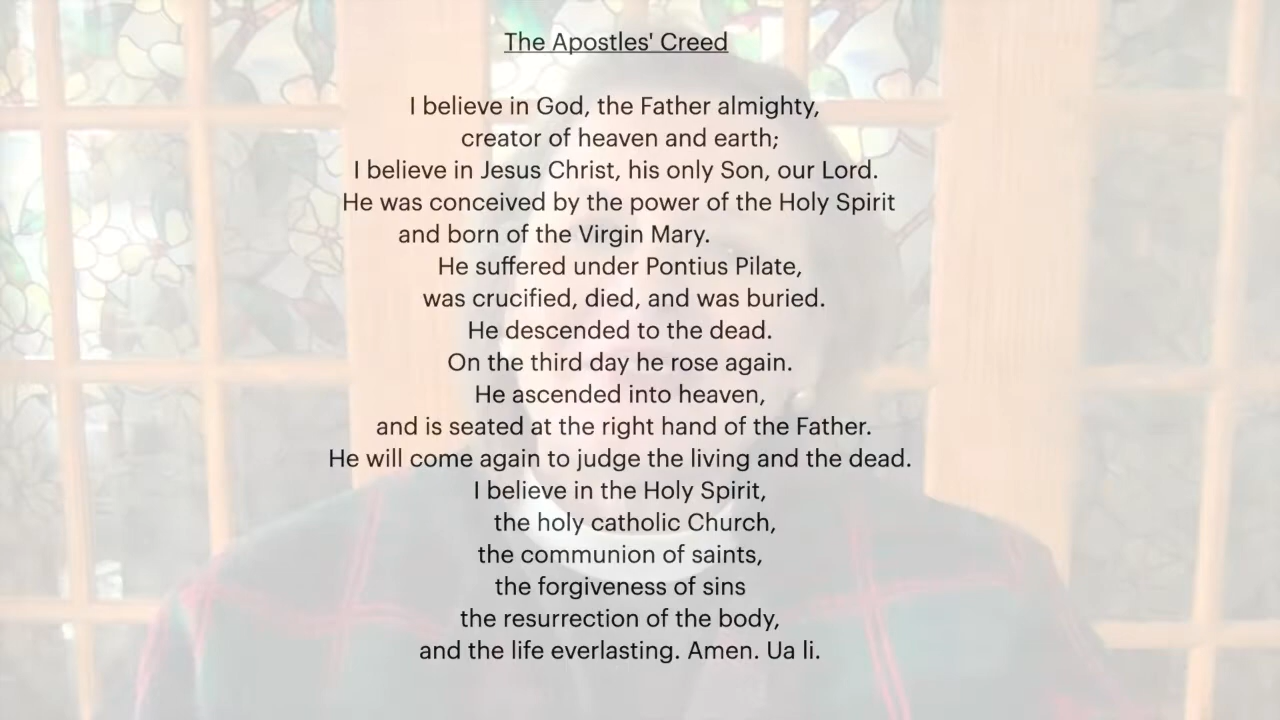 The Apostles' Creed
I believe in God, the Father almighty,
creator of heaven and earth;
I believe in Jesus Christ, his only Son, our Lord.
He was conceived by the power of the Holy Spirit
and born of the Virgin Mary.
He suffered under Pontius Pilate,
was crucified, died, and was buried.
He descended to the dead.
On the third day he rose again.
He ascended into heaven,
and is seated at the right hand of the Father.
He will come again to judge the living and the dead.
I believe in the Holy Spirit,
the holy catholic Church,
the communion of saints,
the forgiveness of sins
the resurrection of the body,
and the life everlasting. Amen. Ua li.